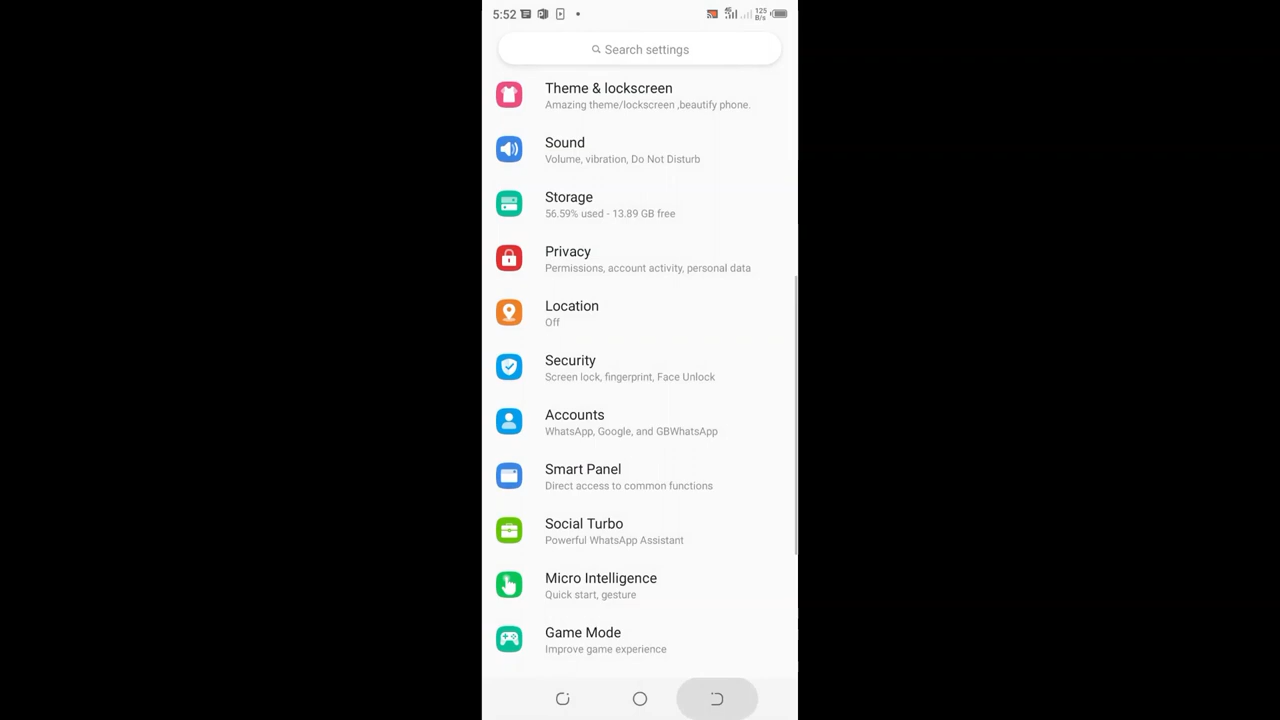 5:52
125
B/s
Search settings
Theme & lockscreen
Amazing theme/lockscreen ,beautify phone.
Sound
Volume, vibration, Do Not Disturb
Storage
56.59% used - 13.89 GB free
Privacy
Permissions, account activity, personal data
Location
Off
Security
Screen lock, fingerprint, Face Unlock
Accounts
WhatsApp, Google, and GBWhatsApp
Smart Panel
Direct access to common functions
Social Turbo
Powerful WhatsApp Assistant
Micro Intelligence
Quick start, gesture
Game Mode
Improve game experience